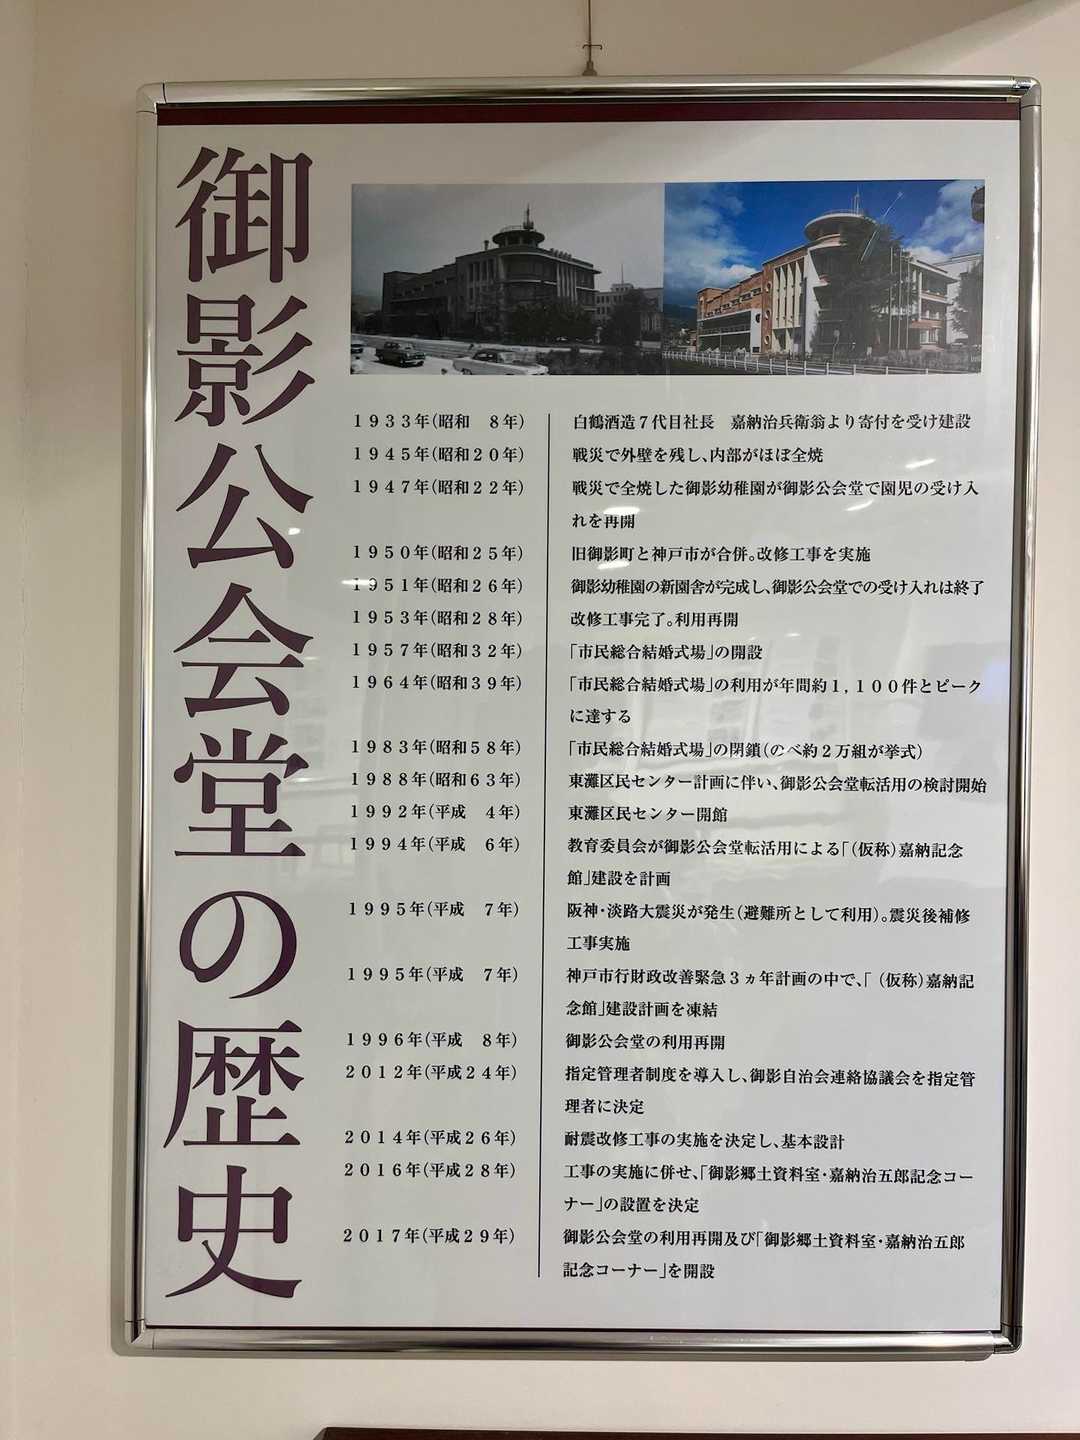 御影公会堂の歴史
1933年(昭和　8年)　白鶴酒造7代目社長　嘉納治兵衛翁より寄付を受け建設
1945年(昭和20年)　戦災で外壁を残し、内部がほぼ全焼
1947年(昭和22年)　戦災で全焼した御影幼稚園が御影公会堂で園児の受け入
れを再開
1950年(昭和25年)　旧御影町と神戸市が合併。改修工事を実施
1951年(昭和26年)　御影幼稚園の新園舎が完成し、御影公会堂での受け入れは終了
1953年(昭和28年)　改修工事完了。利用再開
1957年(昭和32年)　「市民総合結婚式場」の開設
1964年(昭和39年)　「市民総合結婚式場」の利用が年間約1,100件とピーク
に達する
1983年(昭和58年)　「市民総合結婚式場」の閉鎖(のべ約2万組が挙式)
1988年(昭和63年)　東灘区民センター計画に伴い、御影公会堂転活用の検討開始
1992年(平成　4年)　東灘区民センター開館
1994年(平成　6年)　教育委員会が御影公会堂転活用による「(仮称)嘉納記念
館」建設を計画
1995年(平成　7年)　阪神・淡路大震災が発生(避難所として利用)。震災後補修
工事実施
1995年(平成　7年)　神戸市行財政改善緊急3ヵ年計画の中で、「(仮称)嘉納記
念館」建設計画を凍結
1996年(平成　8年)　御影公会堂の利用再開
2012年(平成24年)　指定管理者制度を導入し、御影自治会連絡協議会を指定管
理者に決定
2014年(平成26年)　耐震改修工事の実施を決定し、基本設計
2016年(平成28年)　工事の実施に併せ、「御影郷土資料室・嘉納治五郎記念コー
ナー」の設置を決定
2017年(平成29年)　御影公会堂の利用再開及び「御影郷土資料室・嘉納治五郎
記念コーナー」を開設